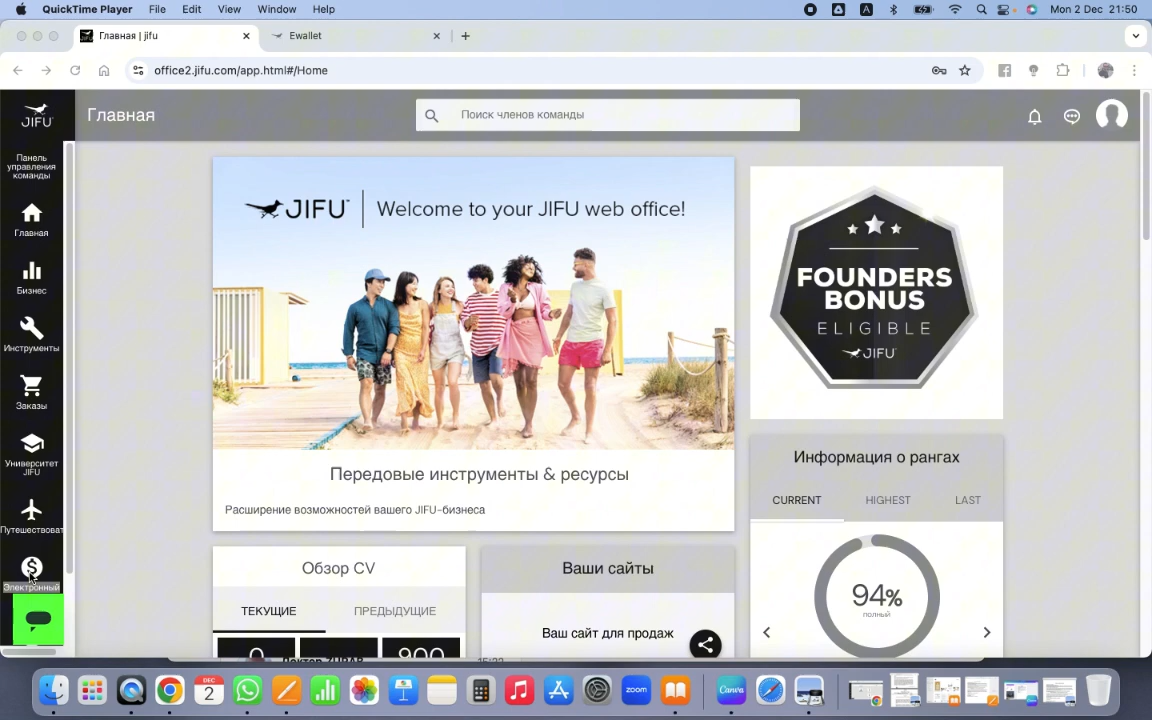 QuickTime Player File Edit View Window Help
A
Mon 2 Dec 21:50
Главная | jifu
Ewallet
office2.jifu.com/app.html#/Home
JIFU
Главная
Поиск членов команды
Панель
управления
команды
Главная
Бизнес
Инструменты
Заказы
Университет
JIFU
Путешествоват
Электронный
JIFU
Welcome to your JIFU web office!
Передовые инструменты & ресурсы
Расширение возможностей вашего JIFU-бизнеса
FOUNDERS
BONUS
ELIGIBLE
JIFU
Информация о рангах
CURRENT HIGHEST LAST
94%
полный
Обзор CV
ТЕКУЩИЕ ПРЕДЫДУЩИЕ
0
900
Ваши сайты
Ваш сайт для продаж
DEC
2
zoom
Canva